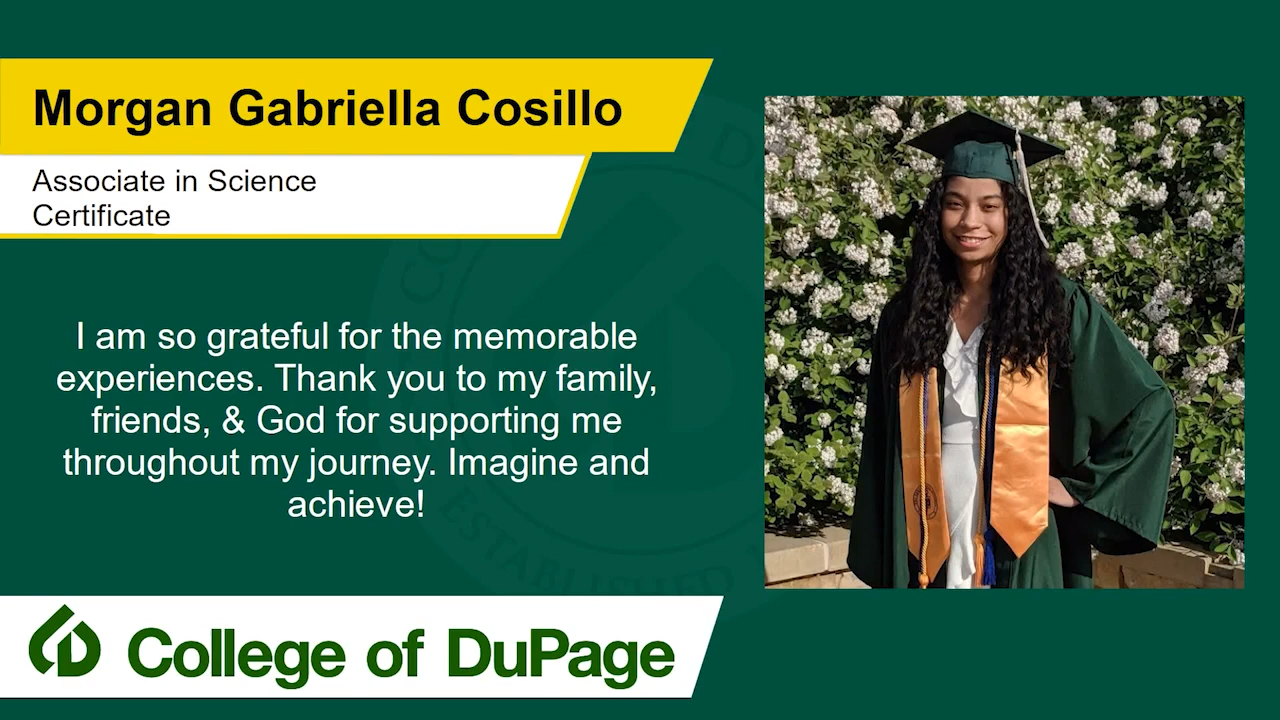 Morgan Gabriella Cosillo
Associate in Science
Certificate
I am so grateful for the memorable
experiences. Thank you to my family,
friends, & God for supporting me
throughout my journey. Imagine and
achieve!
ESTABLISHED
College of DuPage